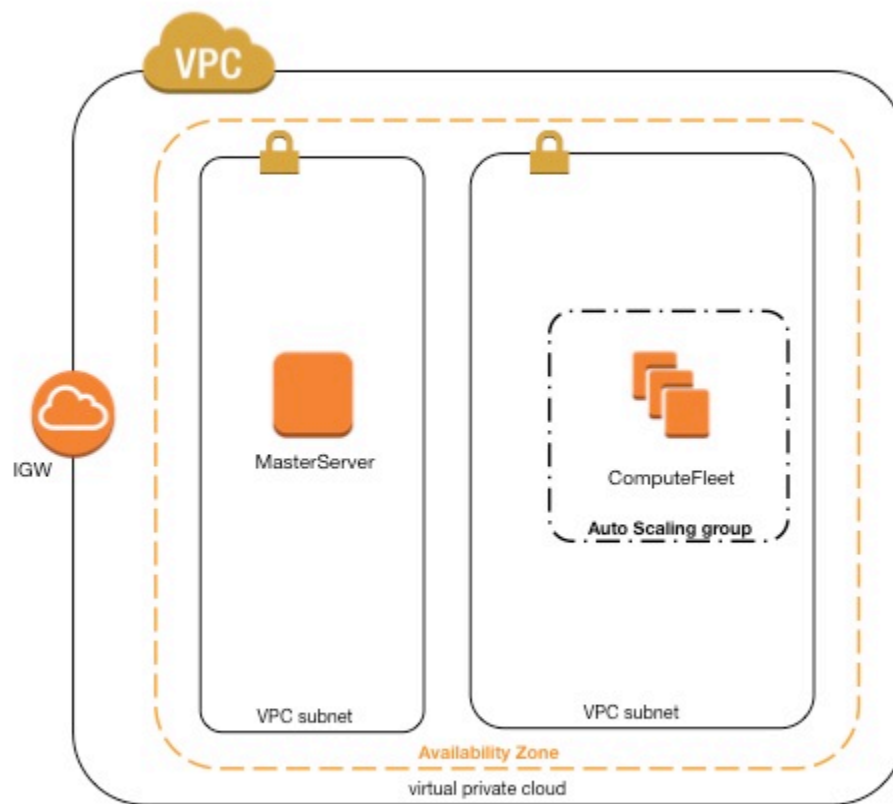 VPC
IGW
MasterServer
ComputeFleet
Auto Scaling group
VPC subnet
VPC subnet
Availability Zone
virtual private cloud